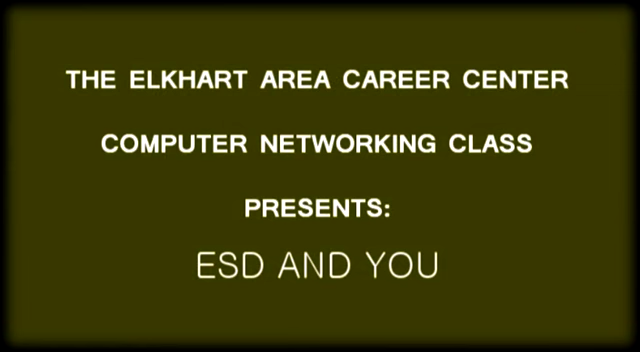 THE ELKHART AREA CAREER CENTER
COMPUTER NETWORKING CLASS
PRESENTS:
ESD AND YOU